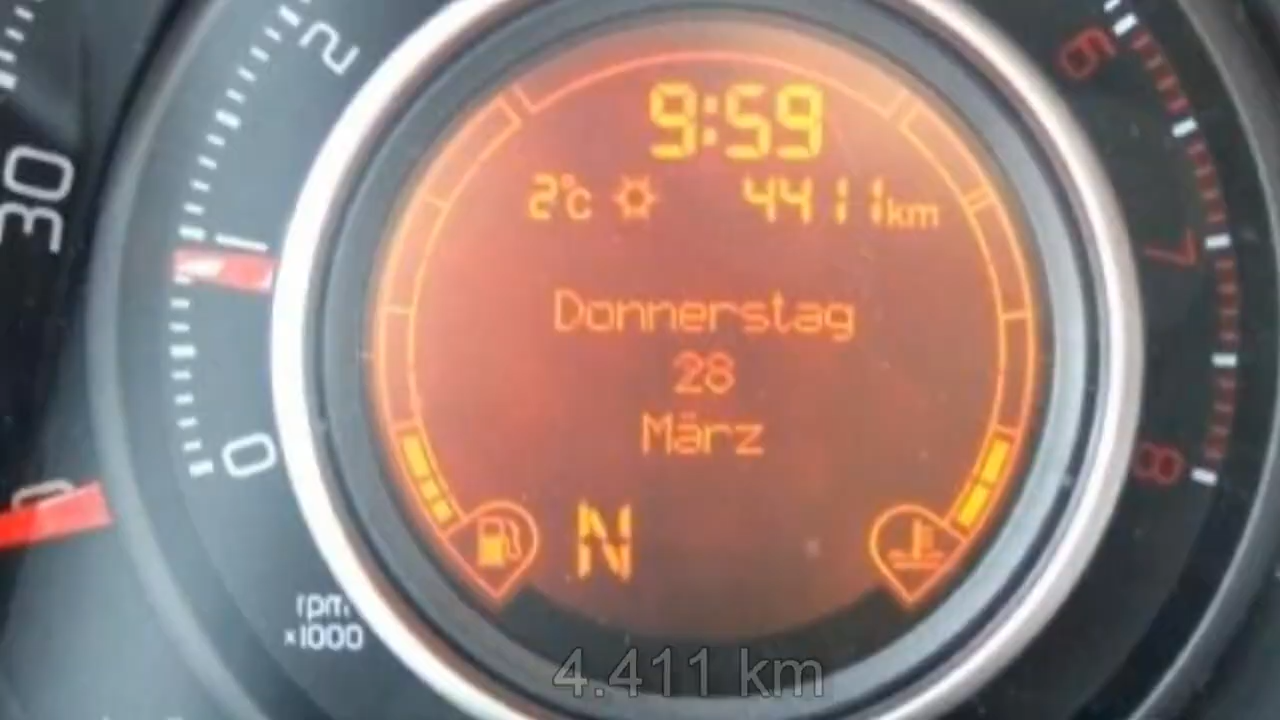 2
6
9:59
30
2°C 4411km
1
7
Donnerstag
28
März
0
8
N
rpm
x1000
4.411 km